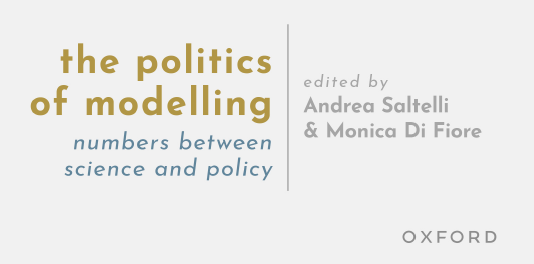 the politics
of modelling
numbers between
science and policy
edited by
Andrea Saltelli
& Monica Di Fiore
OXFORD